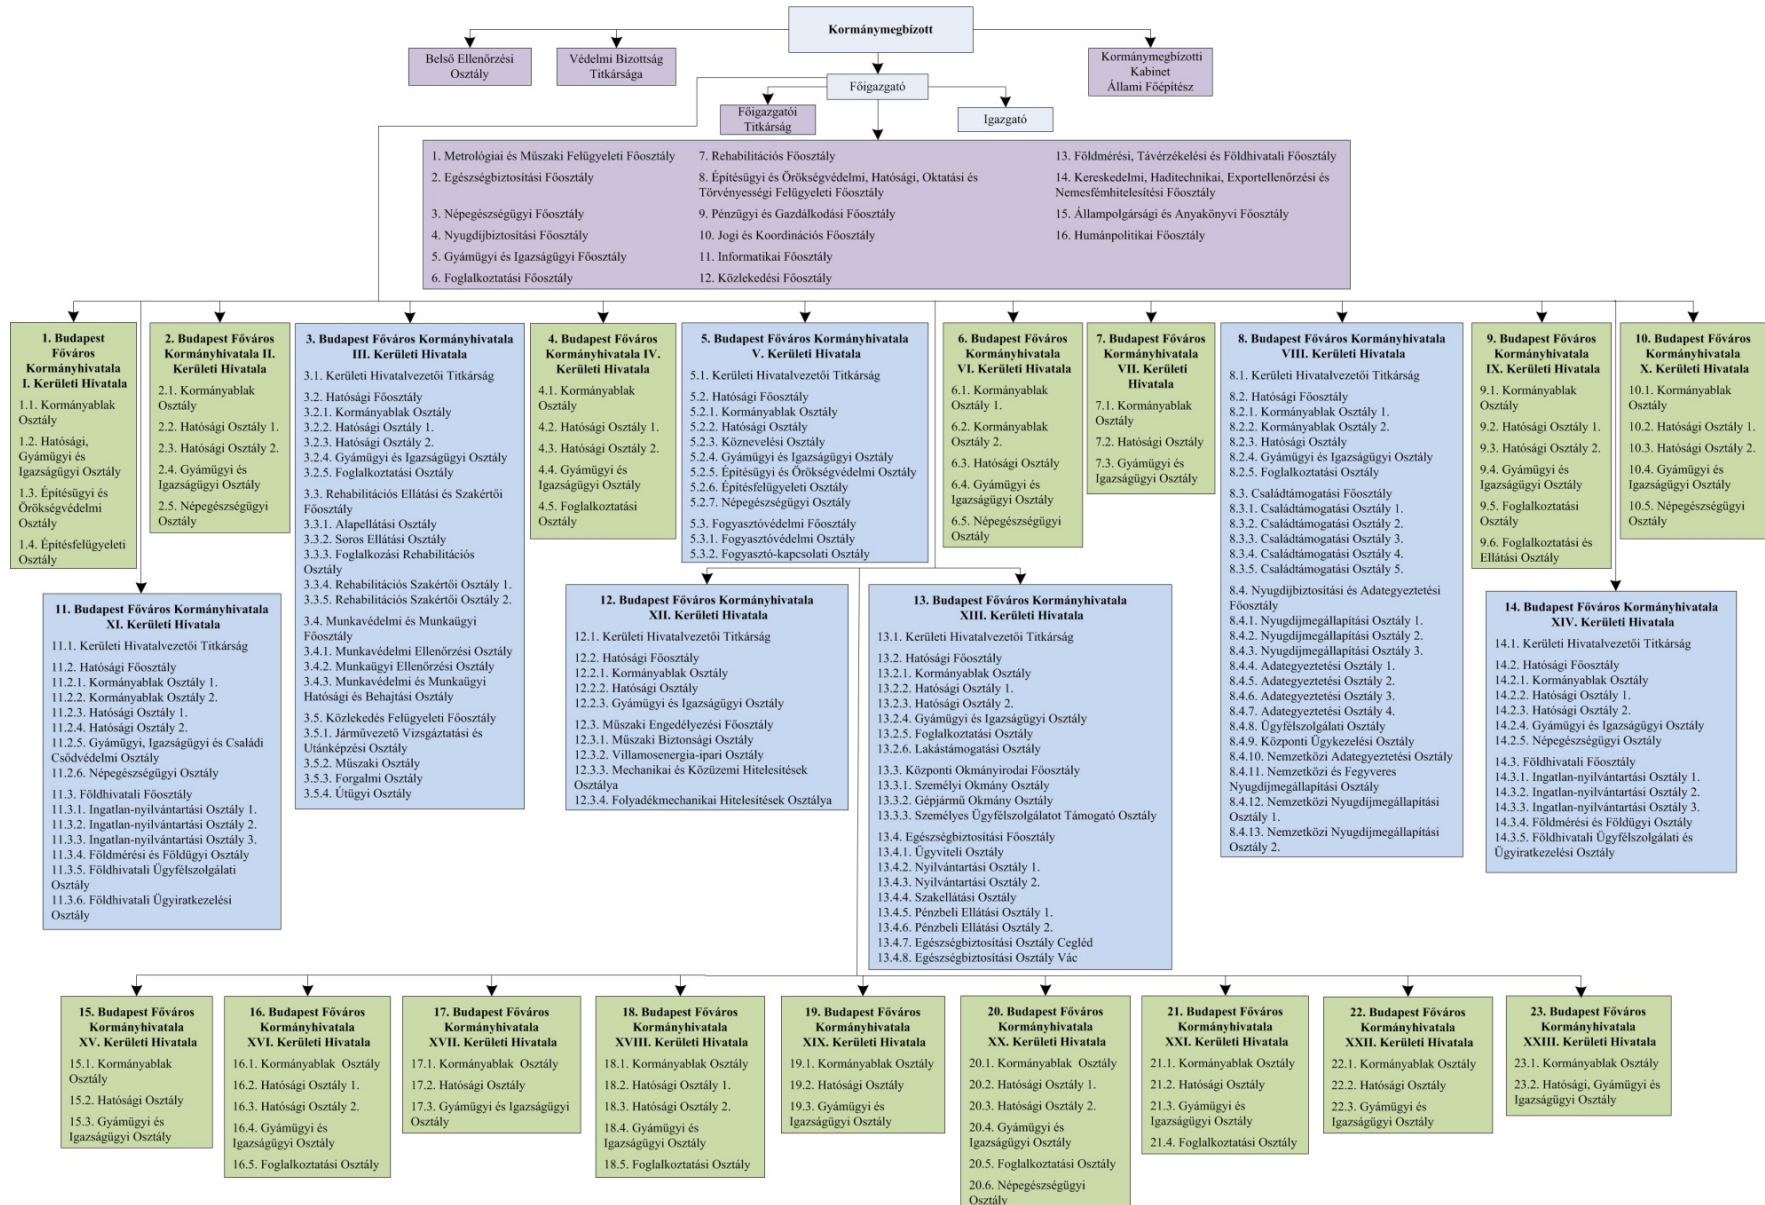 Kormánymegbízott
Belső Ellenőrzési
Osztály
Védelmi Bizottság
Titkársága
Kormánymegbízotti
Kabinet
Állami Főépítész
Főigazgató
Főigazgatói
Titkárság
Igazgató
1. Metrológiai és Műszaki Felügyeleti Főosztály
2. Egészségbiztosítási Főosztály
3. Népegészségügyi Főosztály
4. Nyugdíjbiztosítási Főosztály
5. Gyámügyi és Igazságügyi Főosztály
6. Foglalkoztatási Főosztály
7. Rehabilitációs Főosztály
8. Építésügyi és Örökségvédelmi, Hatósági, Oktatási és
Törvényességi Felügyeleti Főosztály
9. Pénzügyi és Gazdálkodási Főosztály
10. Jogi és Koordinációs Főosztály
11. Informatikai Főosztály
12. Közlekedési Főosztály
13. Földmérési, Távérzékelési és Földhivatali Főosztály
14. Kereskedelmi, Haditechnikai, Exportellenőrzési és
Nemesfémhitelesítési Főosztály
15. Állampolgársági és Anyakönyvi Főosztály
16. Humánpolitikai Főosztály
1. Budapest
Főváros
Kormányhivatala
I. Kerületi Hivatala
1.1. Kormányablak
Osztály
1.2. Hatósági,
Gyámügyi és
Igazságügyi Osztály
1.3. Építésügyi és
Örökségvédelmi
Osztály
1.4. Építésfelügyeleti
Osztály
2. Budapest Főváros
Kormányhivatala II.
Kerületi Hivatala
2.1. Kormányablak
Osztály
2.2. Hatósági Osztály 1.
2.3. Hatósági Osztály 2.
2.4. Gyámügyi és
Igazságügyi Osztály
2.5. Népegészségügyi
Osztály
3. Budapest Főváros Kormányhivatala
III. Kerületi Hivatala
3.1. Kerületi Hivatalvezetői Titkárság
3.2. Hatósági Főosztály
3.2.1. Kormányablak Osztály
3.2.2. Hatósági Osztály 1.
3.2.3. Hatósági Osztály 2.
3.2.4. Gyámügyi és Igazságügyi Osztály
3.2.5. Foglalkoztatási Osztály
3.3. Rehabilitációs Ellátási és Szakértői
Főosztály
3.3.1. Alapellátási Osztály
3.3.2. Soros Ellátási Osztály
3.3.3. Foglalkozási Rehabilitációs
Osztály
3.3.4. Rehabilitációs Szakértői Osztály 1.
3.3.5. Rehabilitációs Szakértői Osztály 2.
3.4. Munkavédelmi és Munkaügyi
Főosztály
3.4.1. Munkavédelmi Ellenőrzési Osztály
3.4.2. Munkaügyi Ellenőrzési Osztály
3.4.3. Munkavédelmi és Munkaügyi
Hatósági és Behajtási Osztály
3.5. Közlekedés Felügyeleti Főosztály
3.5.1. Járművezető Vizsgáztatási és
Utánképzési Osztály
3.5.2. Műszaki Osztály
3.5.3. Forgalmi Osztály
3.5.4. Útügyi Osztály
4. Budapest Főváros
Kormányhivatala IV.
Kerületi Hivatala
4.1. Kormányablak
Osztály
4.2. Hatósági Osztály 1.
4.3. Hatósági Osztály 2.
4.4. Gyámügyi és
Igazságügyi Osztály
4.5. Foglalkoztatási
Osztály
5. Budapest Főváros Kormányhivatala
V. Kerületi Hivatala
5.1. Kerületi Hivatalvezetői Titkárság
5.2. Hatósági Főosztály
5.2.1. Kormányablak Osztály
5.2.2. Hatósági Osztály
5.2.3. Köznevelési Osztály
5.2.4. Gyámügyi és Igazságügyi Osztály
5.2.5. Építésügyi és Örökségvédelmi Osztály
5.2.6. Építésfelügyeleti Osztály
5.2.7. Népegészségügyi Osztály
5.3. Fogyasztóvédelmi Főosztály
5.3.1. Fogyasztóvédelmi Osztály
5.3.2. Fogyasztó-kapcsolati Osztály
6. Budapest
Főváros
Kormányhivatala
VI. Kerületi Hivatala
6.1. Kormányablak
Osztály 1.
6.2. Kormányablak
Osztály 2.
6.3. Hatósági Osztály
6.4. Gyámügyi és
Igazságügyi Osztály
6.5. Népegészségügyi
Osztály
7. Budapest
Főváros
Kormányhivatala
VII. Kerületi
Hivatala
7.1. Kormányablak
Osztály
7.2. Hatósági Osztály
7.3. Gyámügyi és
Igazságügyi Osztály
8. Budapest Főváros Kormányhivatala
VIII. Kerületi Hivatala
8.1. Kerületi Hivatalvezetői Titkárság
8.2. Hatósági Főosztály
8.2.1. Kormányablak Osztály 1.
8.2.2. Kormányablak Osztály 2.
8.2.3. Hatósági Osztály
8.2.4. Gyámügyi és Igazságügyi Osztály
8.2.5. Foglalkoztatási Osztály
8.3. Családtámogatási Főosztály
8.3.1. Családtámogatási Osztály 1.
8.3.2. Családtámogatási Osztály 2.
8.3.3. Családtámogatási Osztály 3.
8.3.4. Családtámogatási Osztály 4.
8.3.5. Családtámogatási Osztály 5.
8.4. Nyugdíjbiztosítási és Adategyeztetési
Főosztály
8.4.1. Nyugdíjmegállapítási Osztály 1.
8.4.2. Nyugdíjmegállapítási Osztály 2.
8.4.3. Nyugdíjmegállapítási Osztály 3.
8.4.4. Adategyeztetési Osztály 1.
8.4.5. Adategyeztetési Osztály 2.
8.4.6. Adategyeztetési Osztály 3.
8.4.7. Adategyeztetési Osztály 4.
8.4.8. Ügyfélszolgálati Osztály
8.4.9. Központi Ügykezelési Osztály
8.4.10. Nemzetközi Adategyeztetési Osztály
8.4.11. Nemzetközi és Fegyveres
Nyugdíjmegállapítási Osztály
8.4.12. Nemzetközi Nyugdíjmegállapítási
Osztály 1.
8.4.13. Nemzetközi Nyugdíjmegállapítási
Osztály 2.
9. Budapest
Főváros
Kormányhivatala
IX. Kerületi Hivatala
9.1. Kormányablak
Osztály
9.2. Hatósági Osztály 1.
9.3. Hatósági Osztály 2.
9.4. Gyámügyi és
Igazságügyi Osztály
9.5. Foglalkoztatási
Osztály
9.6. Foglalkoztatási és
Ellátási Osztály
10. Budapest
Főváros
Kormányhivatala
X. Kerületi Hivatala
10.1. Kormányablak
Osztály
10.2. Hatósági Osztály 1.
10.3. Hatósági Osztály 2.
10.4. Gyámügyi és
Igazságügyi Osztály
10.5. Népegészségügyi
Osztály
11. Budapest Főváros Kormányhivatala
XI. Kerületi Hivatala
11.1. Kerületi Hivatalvezetői Titkárság
11.2. Hatósági Főosztály
11.2.1. Kormányablak Osztály 1.
11.2.2. Kormányablak Osztály 2.
11.2.3. Hatósági Osztály 1.
11.2.4. Hatósági Osztály 2.
11.2.5. Gyámügyi, Igazságügyi és Családi
Csődvédelmi Osztály
11.2.6. Népegészségügyi Osztály
11.3. Földhivatali Főosztály
11.3.1. Ingatlan-nyilvántartási Osztály 1.
11.3.2. Ingatlan-nyilvántartási Osztály 2.
11.3.3. Ingatlan-nyilvántartási Osztály 3.
11.3.4. Földmérési és Földügyi Osztály
11.3.5. Földhivatali Ügyfélszolgálati
Osztály
11.3.6. Földhivatali Ügyiratkezelési
Osztály
12. Budapest Főváros Kormányhivatala
XII. Kerületi Hivatala
12.1. Kerületi Hivatalvezetői Titkárság
12.2. Hatósági Főosztály
12.2.1. Kormányablak Osztály
12.2.2. Hatósági Osztály
12.2.3. Gyámügyi és Igazságügyi Osztály
12.3. Műszaki Engedélyezési Főosztály
12.3.1. Műszaki Biztonsági Osztály
12.3.2. Villamosenergia-ipari Osztály
12.3.3. Mechanikai és Közüzemi Hitelesítések
Osztálya
12.3.4. Folyadékmechanikai Hitelesítések Osztálya
13. Budapest Főváros Kormányhivatala
XIII. Kerületi Hivatala
13.1. Kerületi Hivatalvezetői Titkárság
13.2. Hatósági Főosztály
13.2.1. Kormányablak Osztály
13.2.2. Hatósági Osztály 1.
13.2.3. Hatósági Osztály 2.
13.2.4. Gyámügyi és Igazságügyi Osztály
13.2.5. Foglalkoztatási Osztály
13.2.6. Lakástámogatási Osztály
13.3. Központi Okmányirodai Főosztály
13.3.1. Személyi Okmány Osztály
13.3.2. Gépjármű Okmány Osztály
13.3.3. Személyes Ügyfélszolgálatot Támogató Osztály
13.4. Egészségbiztosítási Főosztály
13.4.1. Ügyviteli Osztály
13.4.2. Nyilvántartási Osztály 1.
13.4.3. Nyilvántartási Osztály 2.
13.4.4. Szakellátási Osztály
13.4.5. Pénzbeli Ellátási Osztály 1.
13.4.6. Pénzbeli Ellátási Osztály 2.
13.4.7. Egészségbiztosítási Osztály Cegléd
13.4.8. Egészségbiztosítási Osztály Vác
14. Budapest Főváros Kormányhivatala
XIV. Kerületi Hivatala
14.1. Kerületi Hivatalvezetői Titkárság
14.2. Hatósági Főosztály
14.2.1. Kormányablak Osztály
14.2.2. Hatósági Osztály 1.
14.2.3. Hatósági Osztály 2.
14.2.4. Gyámügyi és Igazságügyi Osztály
14.2.5. Népegészségügyi Osztály
14.3. Földhivatali Főosztály
14.3.1. Ingatlan-nyilvántartási Osztály 1.
14.3.2. Ingatlan-nyilvántartási Osztály 2.
14.3.3. Ingatlan-nyilvántartási Osztály 3.
14.3.4. Földmérési és Földügyi Osztály
14.3.5. Földhivatali Ügyfélszolgálati és
Ügyiratkezelési Osztály
15. Budapest Főváros
Kormányhivatala
XV. Kerületi Hivatala
15.1. Kormányablak
Osztály
15.2. Hatósági Osztály
15.3. Gyámügyi és
Igazságügyi Osztály
16. Budapest Főváros
Kormányhivatala
XVI. Kerületi Hivatala
16.1. Kormányablak Osztály
16.2. Hatósági Osztály 1.
16.3. Hatósági Osztály 2.
16.4. Gyámügyi és
Igazságügyi Osztály
16.5. Foglalkoztatási Osztály
17. Budapest Főváros
Kormányhivatala
XVII. Kerületi Hivatala
17.1. Kormányablak Osztály
17.2. Hatósági Osztály
17.3. Gyámügyi és Igazságügyi
Osztály
18. Budapest Főváros
Kormányhivatala
XVIII. Kerületi Hivatala
18.1. Kormányablak Osztály
18.2. Hatósági Osztály 1.
18.3. Hatósági Osztály 2.
18.4. Gyámügyi és
Igazságügyi Osztály
18.5. Foglalkoztatási Osztály
19. Budapest Főváros
Kormányhivatala
XIX. Kerületi Hivatala
19.1. Kormányablak Osztály
19.2. Hatósági Osztály
19.3. Gyámügyi és
Igazságügyi Osztály
20. Budapest Főváros
Kormányhivatala
XX. Kerületi Hivatala
20.1. Kormányablak Osztály
20.2. Hatósági Osztály 1.
20.3. Hatósági Osztály 2.
20.4. Gyámügyi és
Igazságügyi Osztály
20.5. Foglalkoztatási Osztály
20.6. Népegészségügyi
Osztály
21. Budapest Főváros
Kormányhivatala
XXI. Kerületi Hivatala
21.1. Kormányablak Osztály
21.2. Hatósági Osztály
21.3. Gyámügyi és
Igazságügyi Osztály
21.4. Foglalkoztatási Osztály
22. Budapest Főváros
Kormányhivatala
XXII. Kerületi Hivatala
22.1. Kormányablak Osztály
22.2. Hatósági Osztály
22.3. Gyámügyi és
Igazságügyi Osztály
23. Budapest Főváros
Kormányhivatala
XXIII. Kerületi Hivatala
23.1. Kormányablak Osztály
23.2. Hatósági, Gyámügyi és
Igazságügyi Osztály